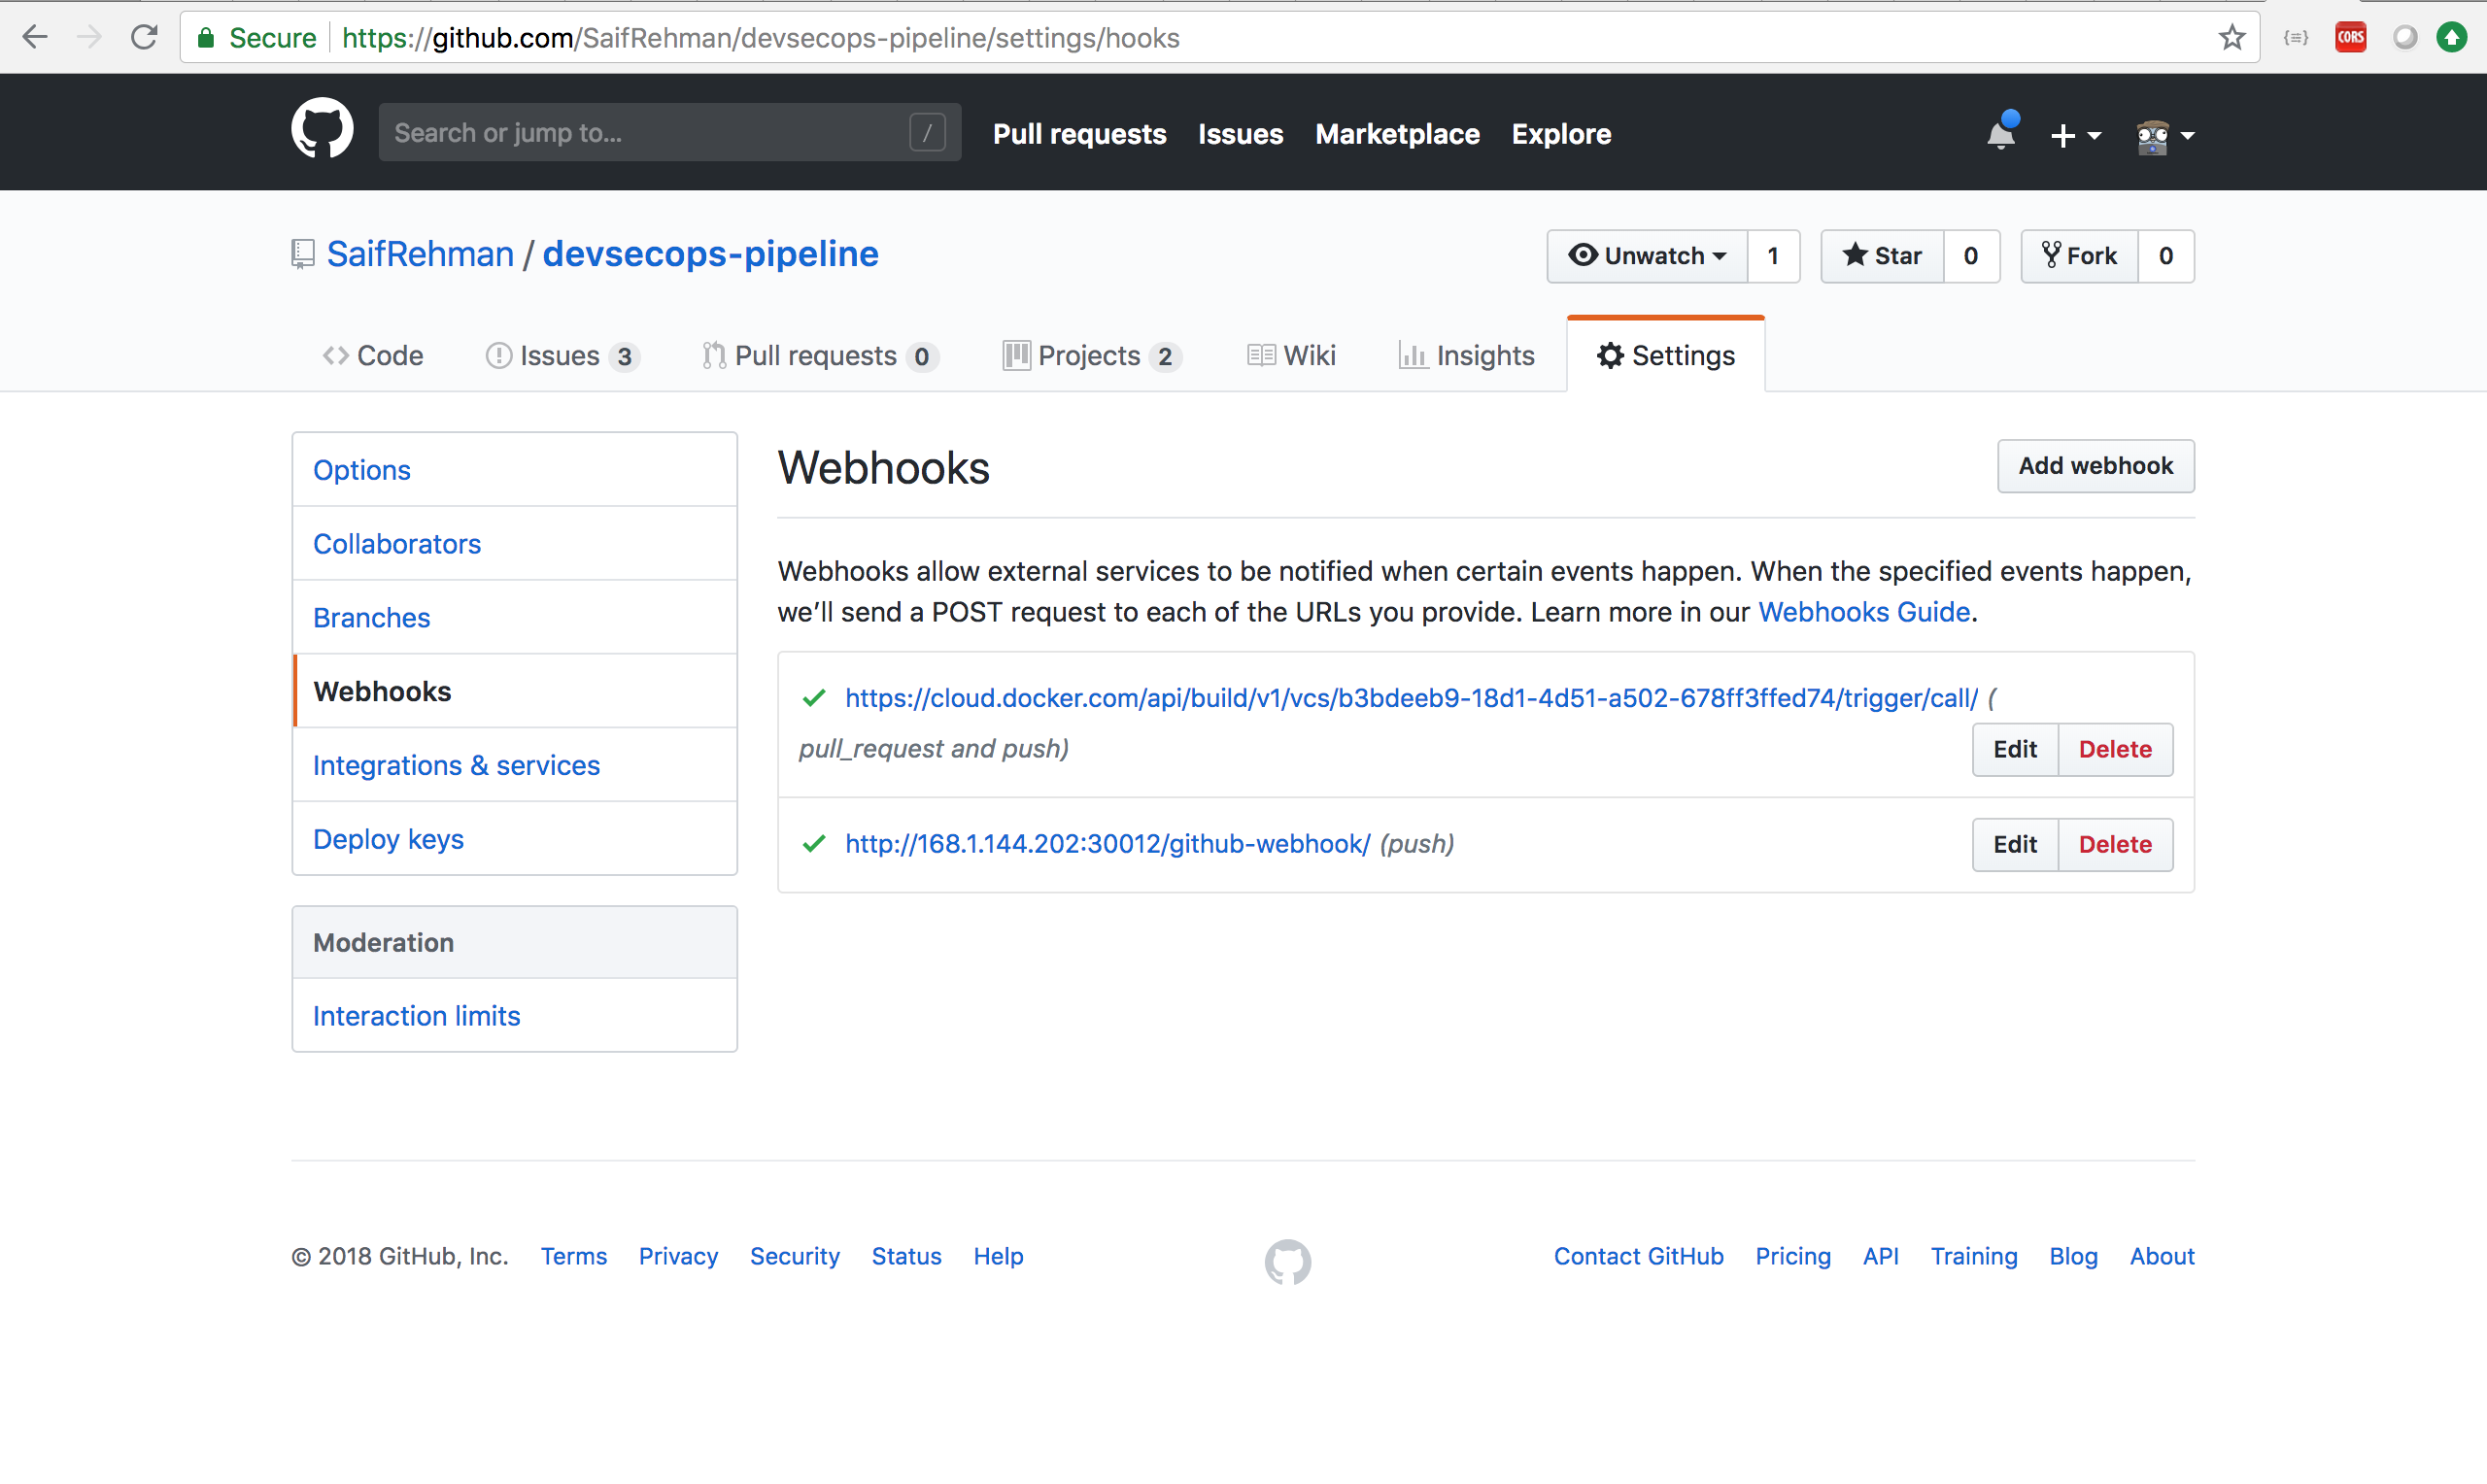 Secure https://github.com/SaifRehman/devsecops-pipeline/settings/hooks CORS
Search or jump to... / Pull requests Issues Marketplace Explore
SaifRehman / devsecops-pipeline Unwatch 1 Star 0 Fork 0
Code Issues 3 Pull requests 0 Projects 2 Wiki Insights Settings
Options
Collaborators
Branches
Webhooks
Integrations & services
Deploy keys
Moderation
Interaction limits
Webhooks Add webhook
Webhooks allow external services to be notified when certain events happen. When the specified events happen,
we’ll send a POST request to each of the URLs you provide. Learn more in our Webhooks Guide.
https://cloud.docker.com/api/build/v1/vcs/b3bdeeb9-18d1-4d51-a502-678ff3ffed74/trigger/call/ (
pull_request and push) Edit Delete
http://168.1.144.202:30012/github-webhook/ (push) Edit Delete
© 2018 GitHub, Inc. Terms Privacy Security Status Help Contact GitHub Pricing API Training Blog About